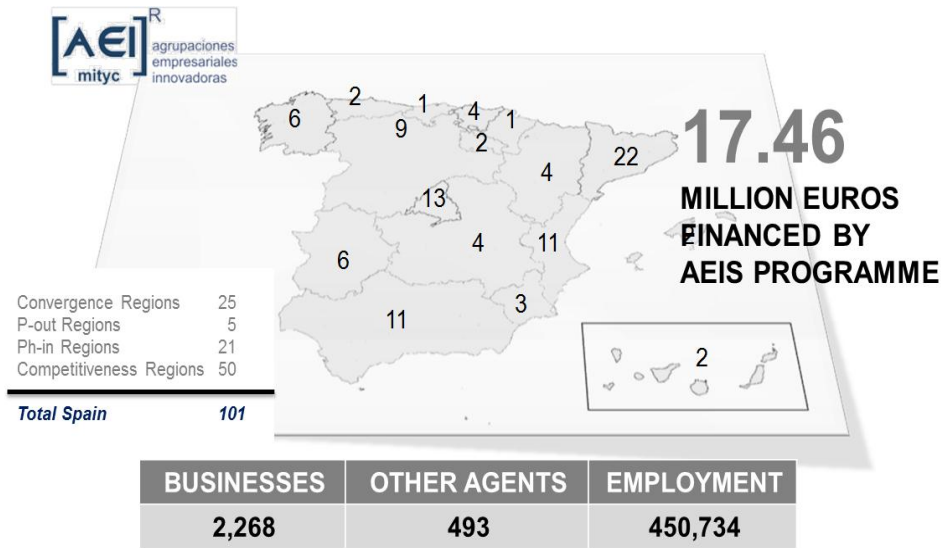 [AEI] R
mityc
agrupaciones
empresariales
innovadoras
6
2
1
4
1
9
2
4
22
13
4
11
6
3
11
2
17.46
MILLION EUROS
FINANCED BY
AEIS PROGRAMME
Convergence Regions 25
P-out Regions 5
Ph-in Regions 21
Competitiveness Regions 50
Total Spain 101
BUSINESSES OTHER AGENTS EMPLOYMENT
2,268 493 450,734